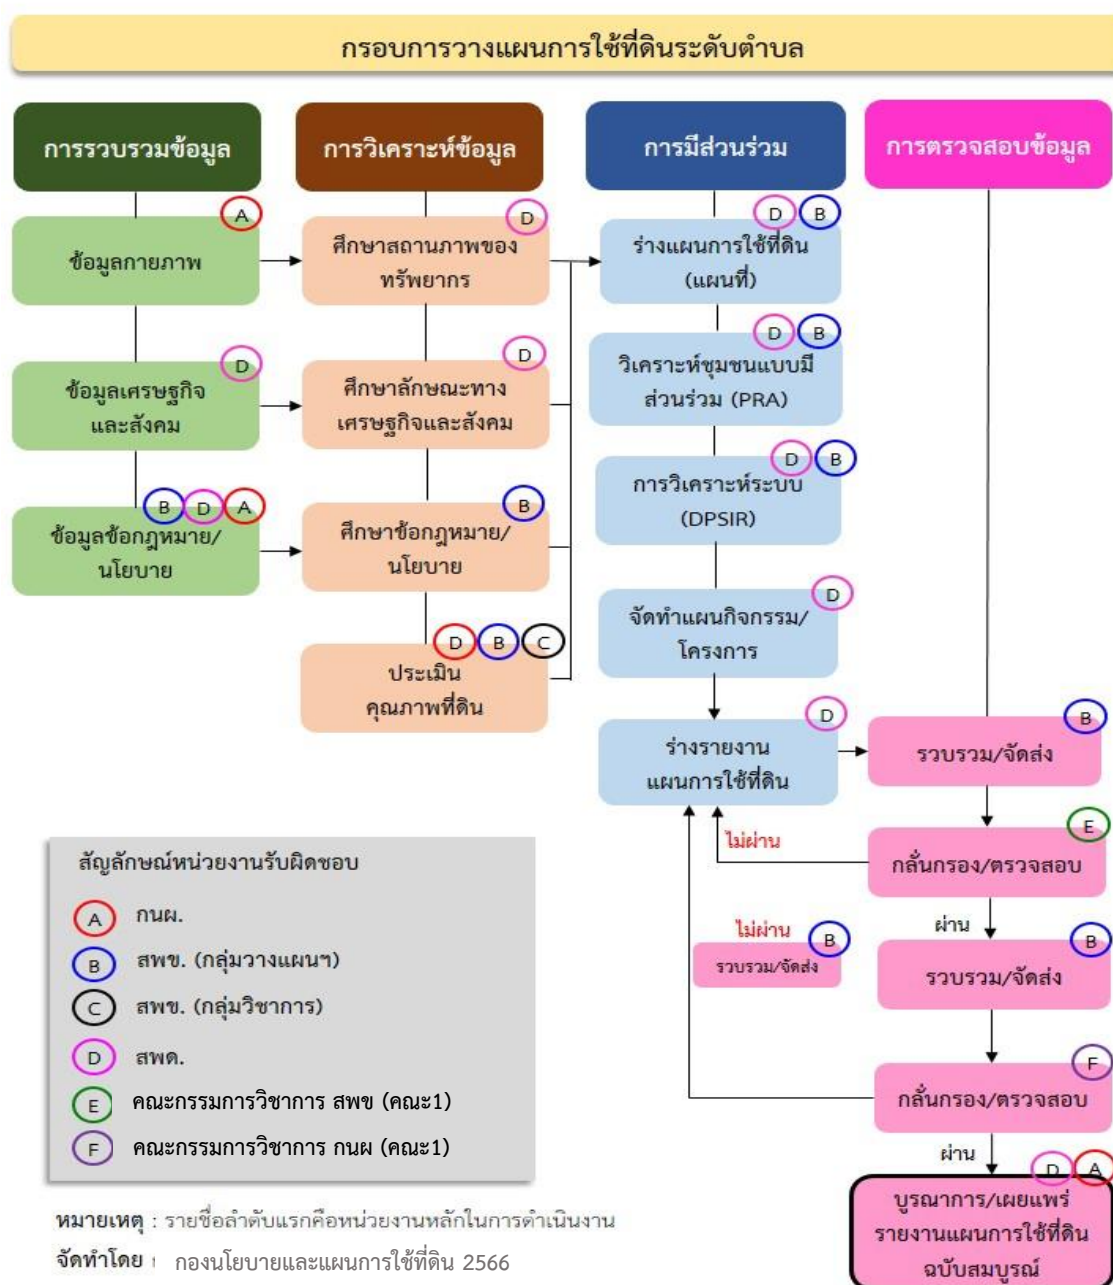 กรอบการวางแผนการใช้ที่ดินระดับตำบล
การรวบรวมข้อมูล
A
ข้อมูลกายภาพ
D
ข้อมูลเศรษฐกิจ
และสังคม
B D A
ข้อมูลข้อกฎหมาย/
นโยบาย
การวิเคราะห์ข้อมูล
D
ศึกษาสถานภาพของ
ทรัพยากร
D
ศึกษาลักษณะทาง
เศรษฐกิจและสังคม
B
ศึกษาข้อกฎหมาย/
นโยบาย
D B C
ประเมิน
คุณภาพที่ดิน
การมีส่วนร่วม
D B
ร่างแผนการใช้ที่ดิน
(แผนที่)
D B
วิเคราะห์ชุมชนแบบมี
ส่วนร่วม (PRA)
D B
การวิเคราะห์ระบบ
(DPSIR)
D
จัดทำแผนกิจกรรม/
โครงการ
D
ร่างรายงาน
แผนการใช้ที่ดิน
การตรวจสอบข้อมูล
B
รวบรวม/จัดส่ง
E
กลั่นกรอง/ตรวจสอบ
ไม่ผ่าน
ผ่าน
B
รวบรวม/จัดส่ง
ไม่ผ่าน
B
รวบรวม/จัดส่ง
F
กลั่นกรอง/ตรวจสอบ
ผ่าน
D A
บูรณาการ/เผยแพร่
รายงานแผนการใช้ที่ดิน
ฉบับสมบูรณ์
สัญลักษณ์หน่วยงานรับผิดชอบ
A กนผ.
B สพข. (กลุ่มวางแผนฯ)
C สพข. (กลุ่มวิชาการ)
D สพด.
E คณะกรรมการวิชาการ สพข (คณะ1)
F คณะกรรมการวิชาการ กนผ (คณะ1)
หมายเหตุ : รายชื่อลำดับแรกคือหน่วยงานหลักในการดำเนินงาน
จัดทำโดย : กองนโยบายและแผนการใช้ที่ดิน 2566